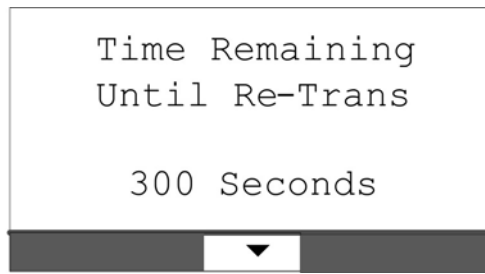 Time Remaining
Until Re-Trans
300 Seconds